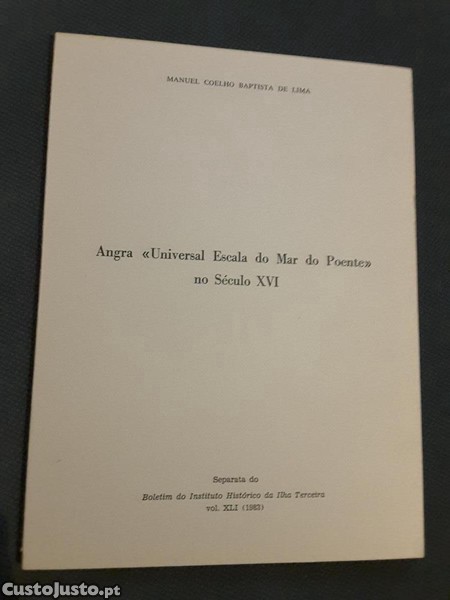 MANUEL COELHO BAPTISTA DE LIMA
Angra «Universal Escala do Mar do Poente»
no Século XVI
Separata do
Boletim do Instituto Histórico da Ilha Terceira
vol. XLI (1983)
CustoJusto.pt